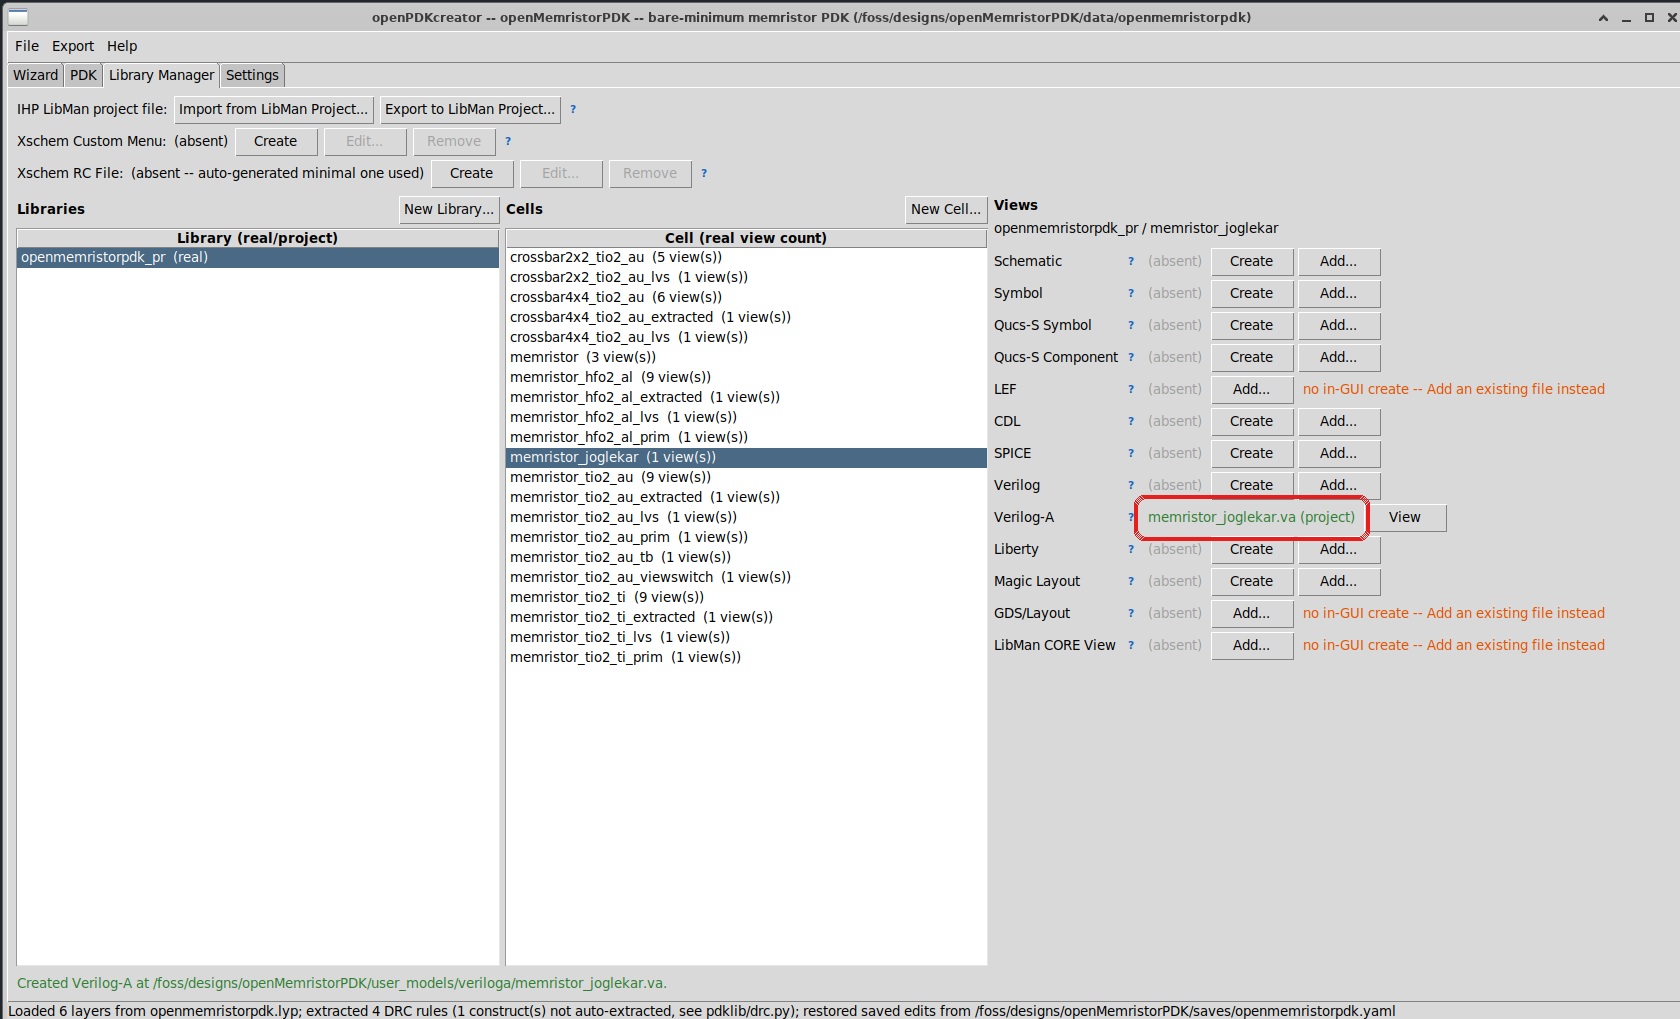 openPDKcreator -- openMemristorPDK -- bare-minimum memristor PDK (/foss/designs/openMemristorPDK/data/openmemristorpdk)
File Export Help
Wizard PDK Library Manager Settings
IHP LibMan project file: Import from LibMan Project... Export to LibMan Project... ?
Xschem Custom Menu: (absent) Create Edit... Remove ?
Xschem RC File: (absent -- auto-generated minimal one used) Create Edit... Remove ?
Libraries New Library...
Library (real/project)
openmemristorpdk_pr (real)
Cells New Cell...
Cell (real view count)
crossbar2x2_tio2_au (5 view(s))
crossbar2x2_tio2_au_lvs (1 view(s))
crossbar4x4_tio2_au (6 view(s))
crossbar4x4_tio2_au_extracted (1 view(s))
crossbar4x4_tio2_au_lvs (1 view(s))
memristor (3 view(s))
memristor_hfo2_al (9 view(s))
memristor_hfo2_al_extracted (1 view(s))
memristor_hfo2_al_lvs (1 view(s))
memristor_hfo2_al_prim (1 view(s))
memristor_joglekar (1 view(s))
memristor_tio2_au (9 view(s))
memristor_tio2_au_extracted (1 view(s))
memristor_tio2_au_lvs (1 view(s))
memristor_tio2_au_prim (1 view(s))
memristor_tio2_au_tb (1 view(s))
memristor_tio2_au_viewswitch (1 view(s))
memristor_tio2_ti (9 view(s))
memristor_tio2_ti_extracted (1 view(s))
memristor_tio2_ti_lvs (1 view(s))
memristor_tio2_ti_prim (1 view(s))
Views
openmemristorpdk_pr / memristor_joglekar
Schematic ? (absent) Create Add...
Symbol ? (absent) Create Add...
Qucs-S Symbol ? (absent) Create Add...
Qucs-S Component ? (absent) Create Add...
LEF ? (absent) Add... no in-GUI create -- Add an existing file instead
CDL ? (absent) Create Add...
SPICE ? (absent) Create Add...
Verilog ? (absent) Create Add...
Verilog-A ? memristor_joglekar.va (project) View
Liberty ? (absent) Create Add...
Magic Layout ? (absent) Create Add...
GDS/Layout ? (absent) Add... no in-GUI create -- Add an existing file instead
LibMan CORE View ? (absent) Add... no in-GUI create -- Add an existing file instead
Created Verilog-A at /foss/designs/openMemristorPDK/user_models/veriloga/memristor_joglekar.va.
Loaded 6 layers from openmemristorpdk.lyp; extracted 4 DRC rules (1 construct(s) not auto-extracted, see pdklib/drc.py); restored saved edits from /foss/designs/openMemristorPDK/saves/openmemristorpdk.yaml